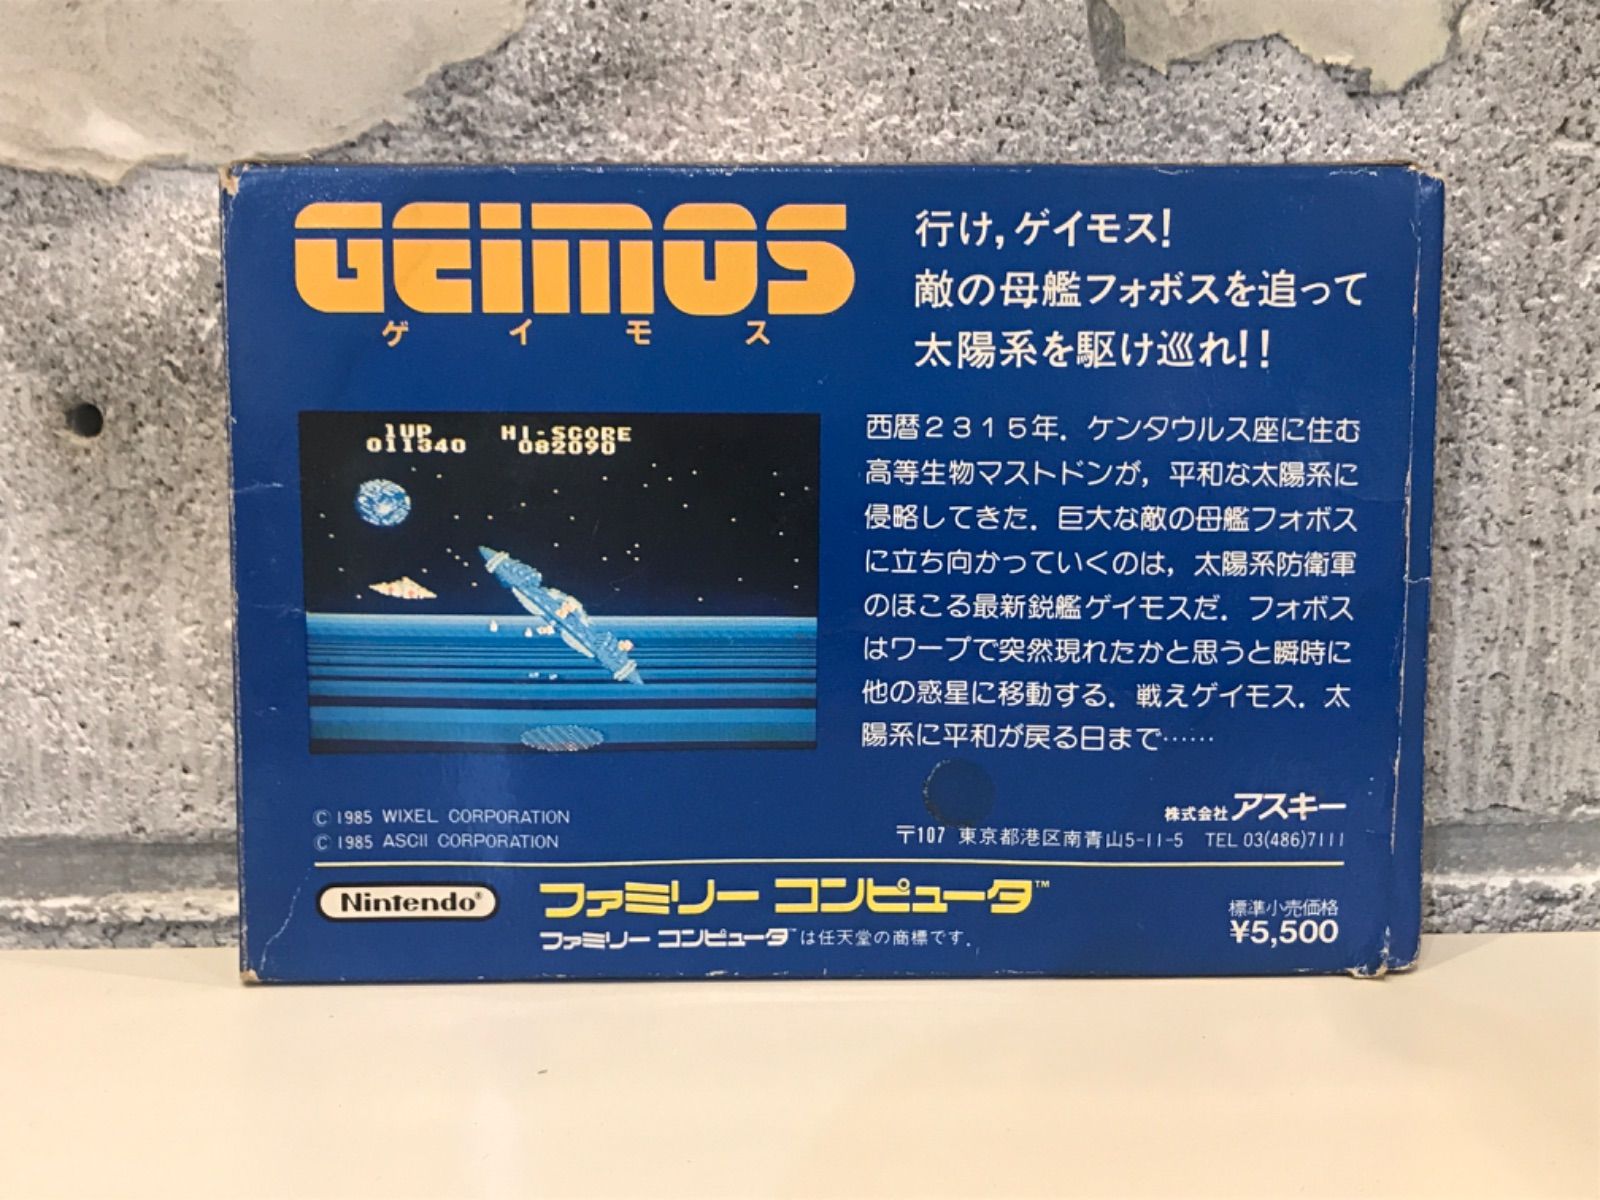 GEIMOS
ゲイモス
行け,ゲイモス!
敵の母艦フォボスを追って
太陽系を駆け巡れ!!
1UP HI-SCORE
011340 082090
西暦2315年.ケンタウルス座に住む
高等生物マストドンが,平和な太陽系に
侵略してきた.巨大な敵の母艦フォボス
に立ち向かっていくのは,太陽系防衛軍
のほこる最新鋭艦ゲイモスだ.フォボス
はワープで突然現れたかと思うと瞬時に
他の惑星に移動する.戦えゲイモス.太
陽系に平和が戻る日まで……
© 1985 WIXEL CORPORATION
© 1985 ASCII CORPORATION
株式会社アスキー
〒107 東京都港区南青山5-11-5 TEL 03(486)7111
Nintendo®
ファミリー コンピュータ™
ファミリー コンピュータ™は任天堂の商標です.
標準小売価格
¥5,500